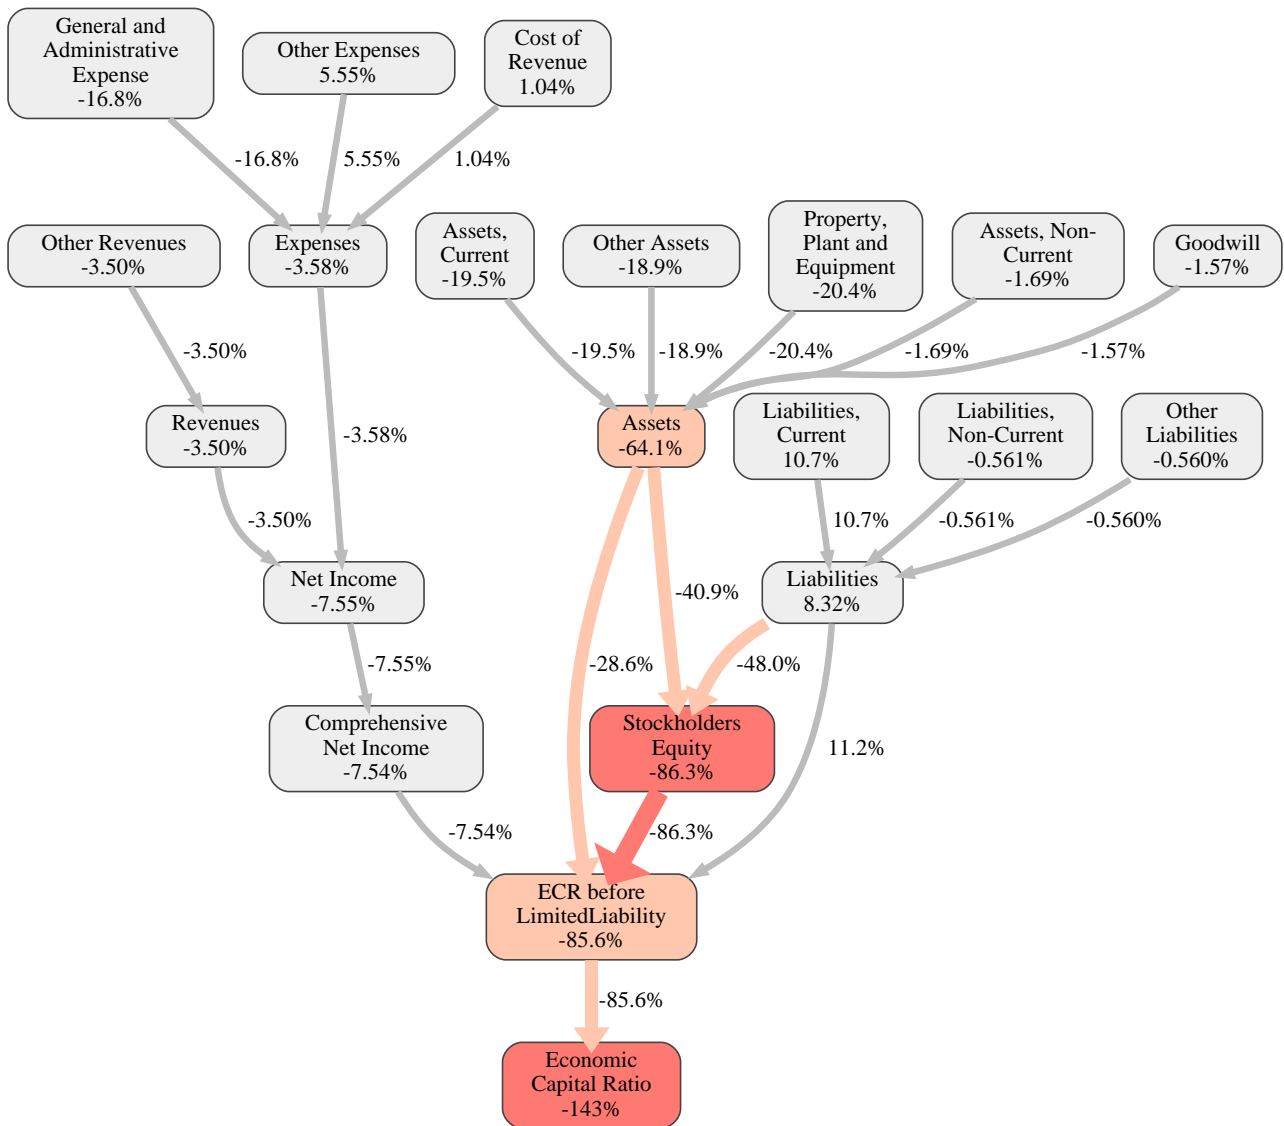 General and
Administrative
Expense
-16.8%
Other Expenses
5.55%
Cost of
Revenue
1.04%
-16.8%
5.55%
1.04%
Other Revenues
-3.50%
Expenses
-3.58%
Assets,
Current
-19.5%
Other Assets
-18.9%
Property,
Plant and
Equipment
-20.4%
Assets, Non-
Current
-1.69%
Goodwill
-1.57%
-3.50%
-19.5%
-18.9%
-20.4%
-1.69%
-1.57%
Revenues
-3.50%
-3.58%
Assets
-64.1%
Liabilities,
Current
10.7%
Liabilities,
Non-Current
-0.561%
Other
Liabilities
-0.560%
-3.50%
10.7%
-0.561%
-0.560%
Net Income
-7.55%
-40.9%
Liabilities
8.32%
-7.55%
-28.6%
-48.0%
Comprehensive
Net Income
-7.54%
Stockholders
Equity
-86.3%
11.2%
-7.54%
-86.3%
ECR before
LimitedLiability
-85.6%
-85.6%
Economic
Capital Ratio
-143%